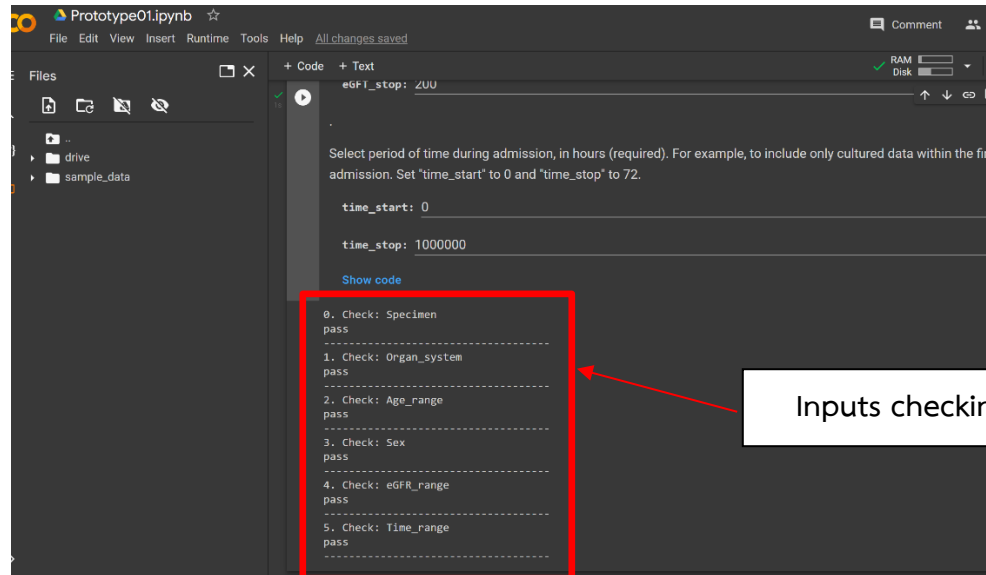 Prototype01.ipynb
Comment
File Edit View Insert Runtime Tools Help All changes saved
Files
+ Code + Text
RAM
Disk
eGFT_stop: 200
..
drive
sample_data
.
Select period of time during admission, in hours (required). For example, to include only cultured data within the
admission. Set "time_start" to 0 and "time_stop" to 72.
time_start: 0
time_stop: 1000000
Show code
0. Check: Specimen
pass
-----------------------------------
1. Check: Organ_system
pass
-----------------------------------
2. Check: Age_range
pass
-----------------------------------
3. Check: Sex
pass
-----------------------------------
4. Check: eGFR_range
pass
-----------------------------------
5. Check: Time_range
pass
-----------------------------------
Inputs